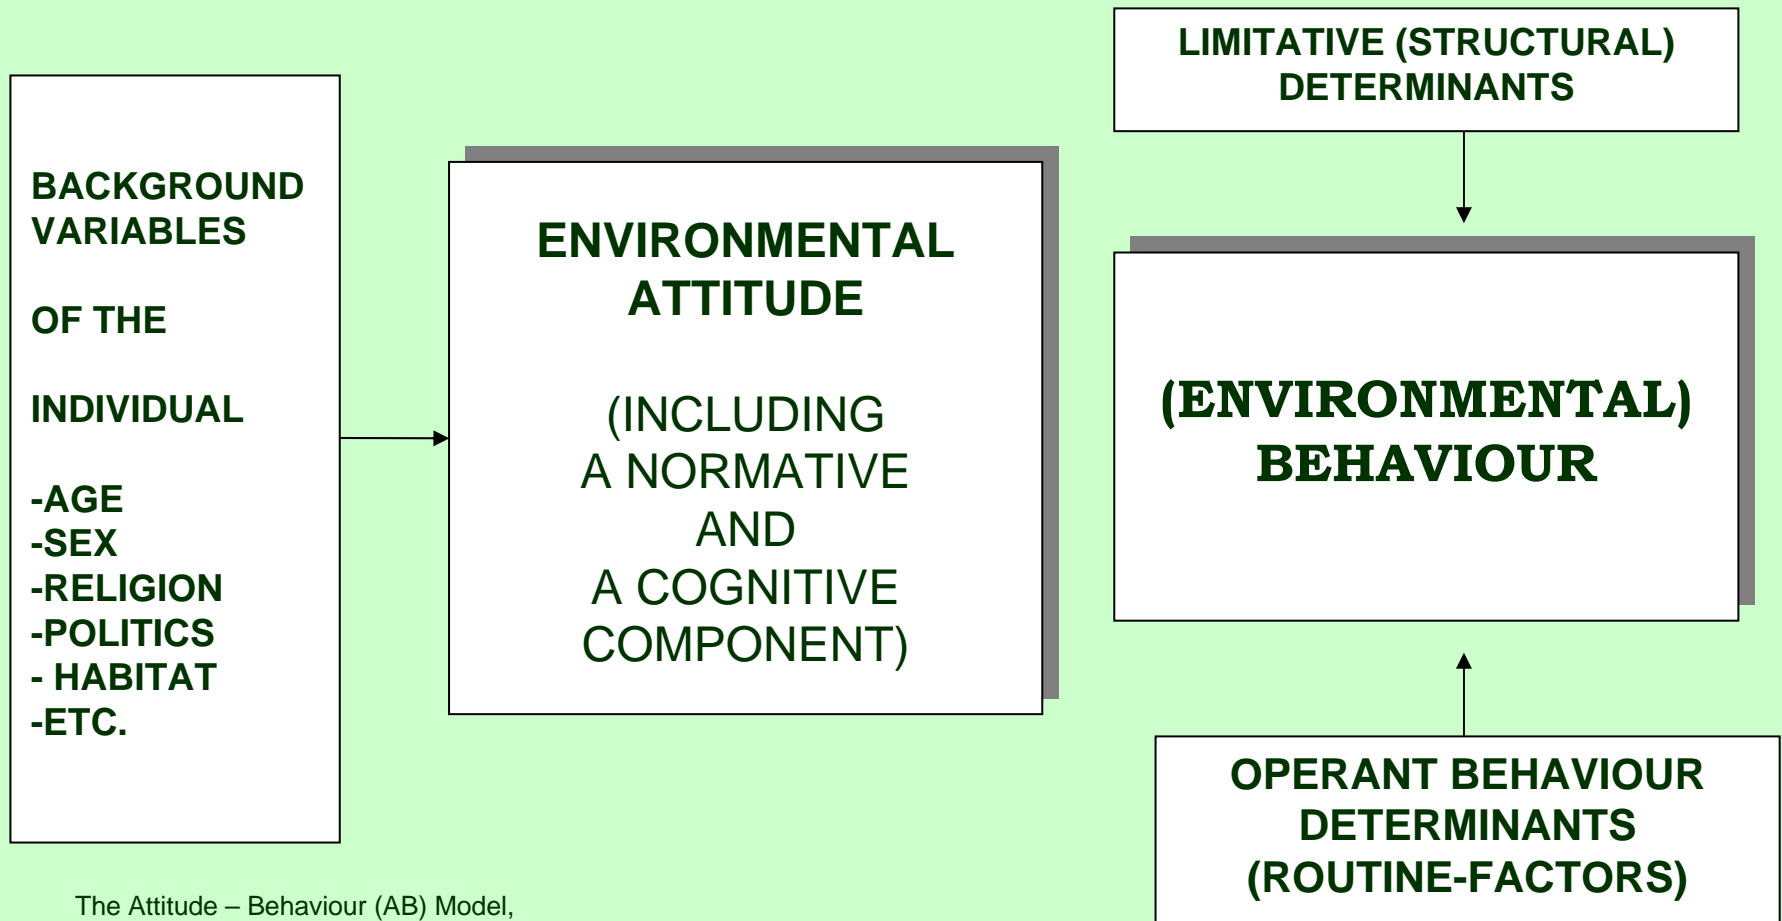 BACKGROUND
VARIABLES
OF THE
INDIVIDUAL
-AGE
-SEX
-RELIGION
-POLITICS
- HABITAT
-ETC.
ENVIRONMENTAL
ATTITUDE
(INCLUDING
A NORMATIVE
AND
A COGNITIVE
COMPONENT)
LIMITATIVE (STRUCTURAL)
DETERMINANTS
(ENVIRONMENTAL)
BEHAVIOUR
OPERANT BEHAVIOUR
DETERMINANTS
(ROUTINE-FACTORS)
The Attitude – Behaviour (AB) Model,